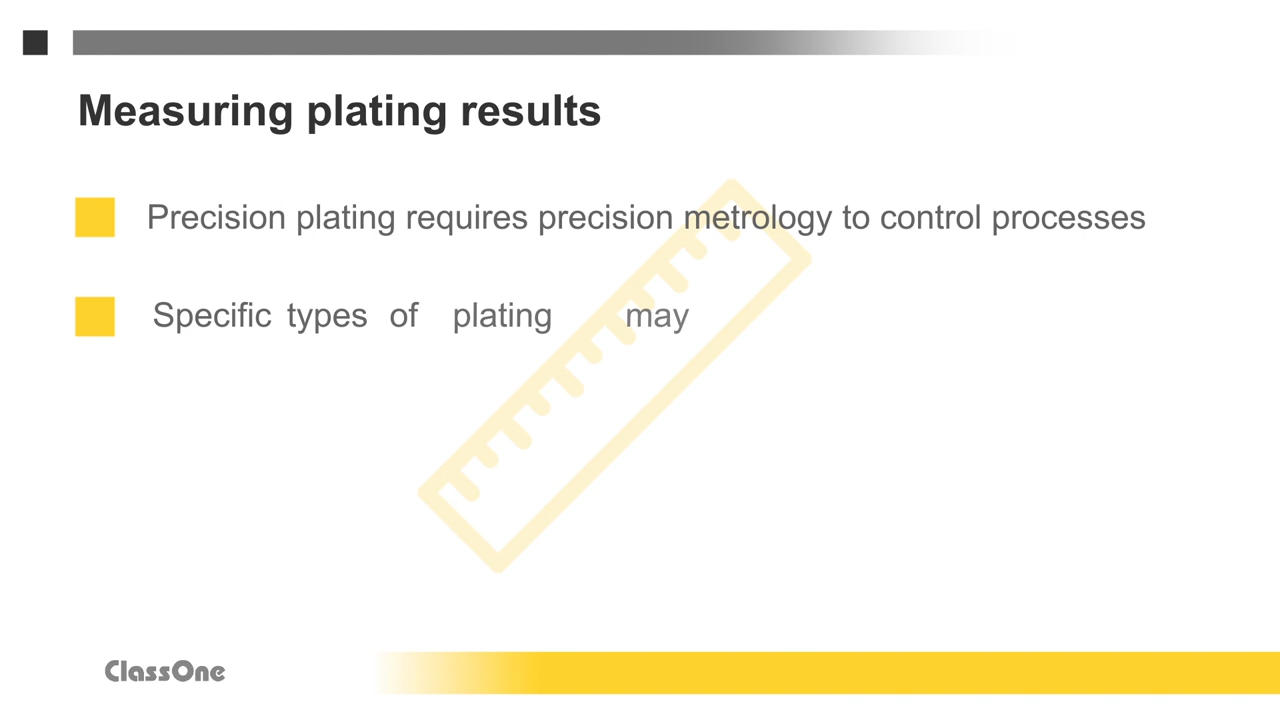 Measuring plating results
Precision plating requires precision metrology to control processes
Specific types of plating may
ClassOne